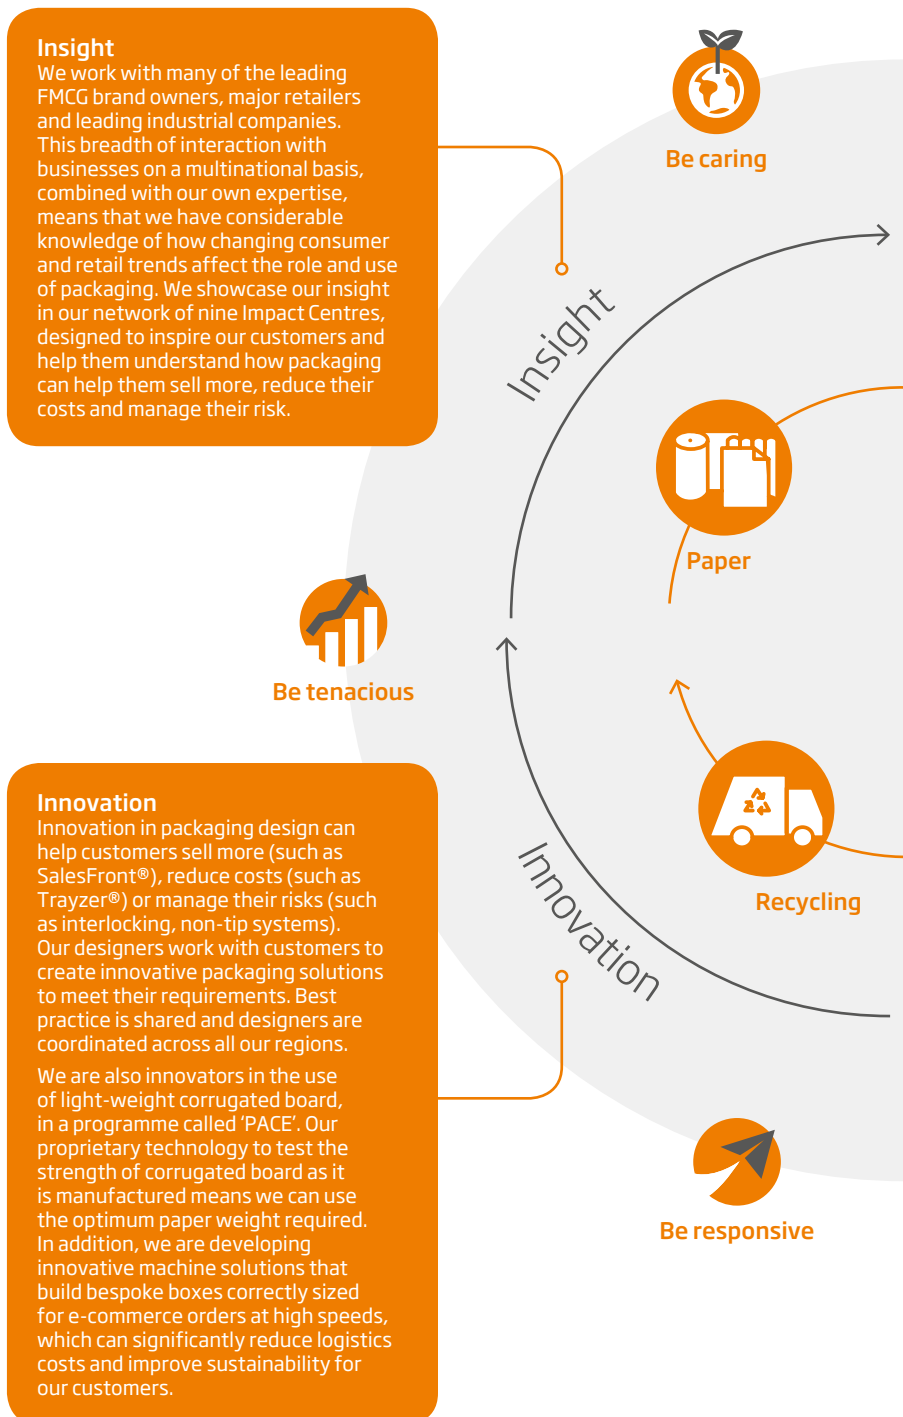 Insight
We work with many of the leading
FMCG brand owners, major retailers
and leading industrial companies.
This breadth of interaction with
businesses on a multinational basis,
combined with our own expertise,
means that we have considerable
knowledge of how changing consumer
and retail trends affect the role and use
of packaging. We showcase our insight
in our network of nine Impact Centres,
designed to inspire our customers and
help them understand how packaging
can help them sell more, reduce their
costs and manage their risk.
Be caring
Insight
Paper
Be tenacious
Recycling
Innovation
Innovation
Innovation in packaging design can
help customers sell more (such as
SalesFront®), reduce costs (such as
Trayzer®) or manage their risks (such
as interlocking, non-tip systems).
Our designers work with customers to
create innovative packaging solutions
to meet their requirements. Best
practice is shared and designers are
coordinated across all our regions.
We are also innovators in the use
of light-weight corrugated board,
in a programme called ‘PACE’. Our
proprietary technology to test the
strength of corrugated board as it
is manufactured means we can use
the optimum paper weight required.
In addition, we are developing
innovative machine solutions that
build bespoke boxes correctly sized
for e-commerce orders at high speeds,
which can significantly reduce logistics
costs and improve sustainability for
our customers.
Be responsive